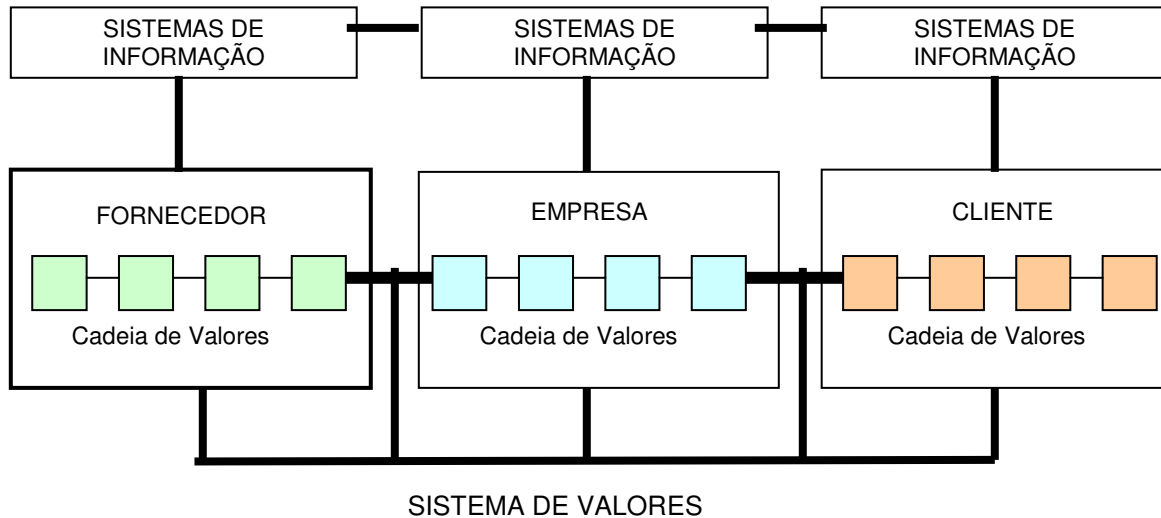 SISTEMAS DE
INFORMAÇÃO
SISTEMAS DE
INFORMAÇÃO
SISTEMAS DE
INFORMAÇÃO
FORNECEDOR
Cadeia de Valores
EMPRESA
Cadeia de Valores
CLIENTE
Cadeia de Valores
SISTEMA DE VALORES